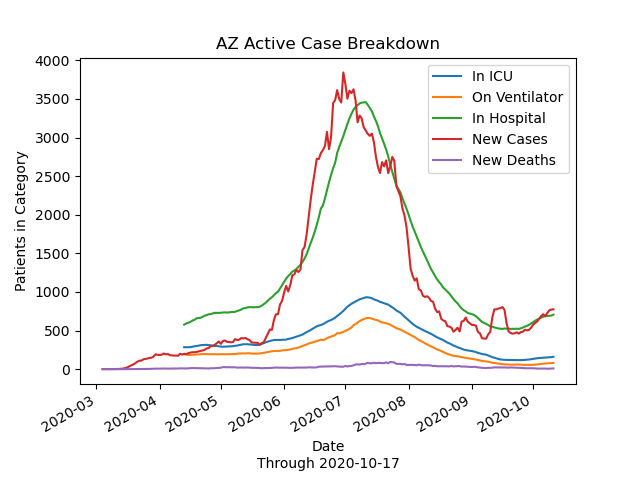 AZ Active Case Breakdown
In ICU
On Ventilator
In Hospital
New Cases
New Deaths
Patients in Category
4000
3500
3000
2500
2000
1500
1000
500
0
2020-03
2020-04
2020-05
2020-06
2020-07
2020-08
2020-09
2020-10
Date
Through 2020-10-17